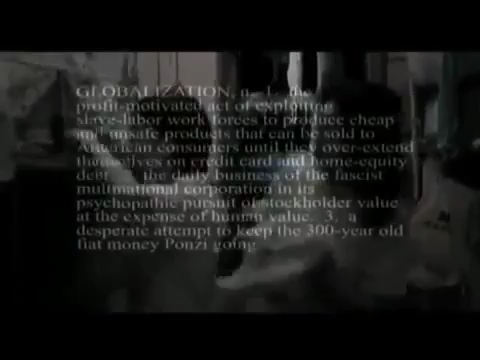 GLOBALIZATION, n. 1. the
profit-motivated act of exploiting
slave-labor work forces to produce cheap
and unsafe products that can be sold to
American consumers until they over-extend
themselves on credit card and home-equity
debt the daily business of the fascist
multinational corporation in its
psychopathic pursuit of stockholder value
at the expense of human value. 3. a
desperate attempt to keep the 300-year old
fiat money Ponzi going